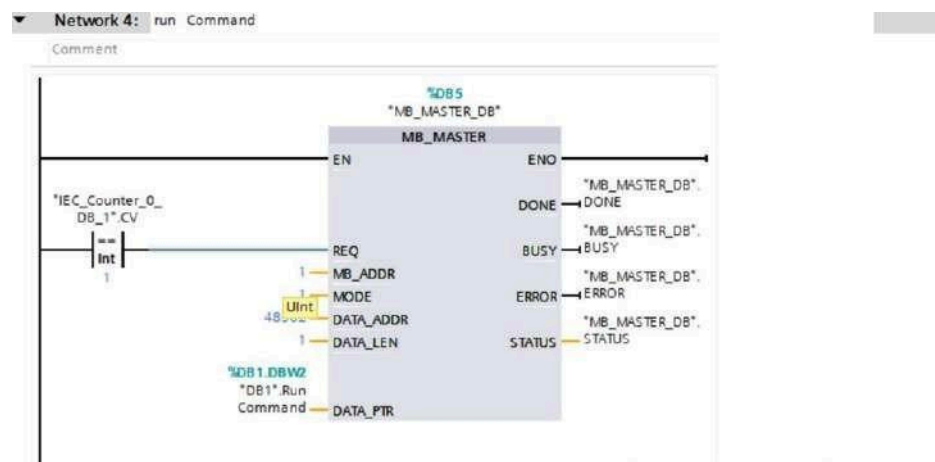 Network 4: run Command
Comment
%DB5
"MB_MASTER_DB"
MB_MASTER
EN ENO
"IEC_Counter_0_
DB_1".CV
==
Int
1
"MB_MASTER_DB".
DONE DONE
"MB_MASTER_DB".
REQ BUSY BUSY
1 MB_ADDR
"MB_MASTER_DB".
1 MODE ERROR ERROR
UInt
DATA_ADDR
"MB_MASTER_DB".
1 DATA_LEN STATUS STATUS
%DB1.DBW2
"DB1".Run
Command DATA_PTR